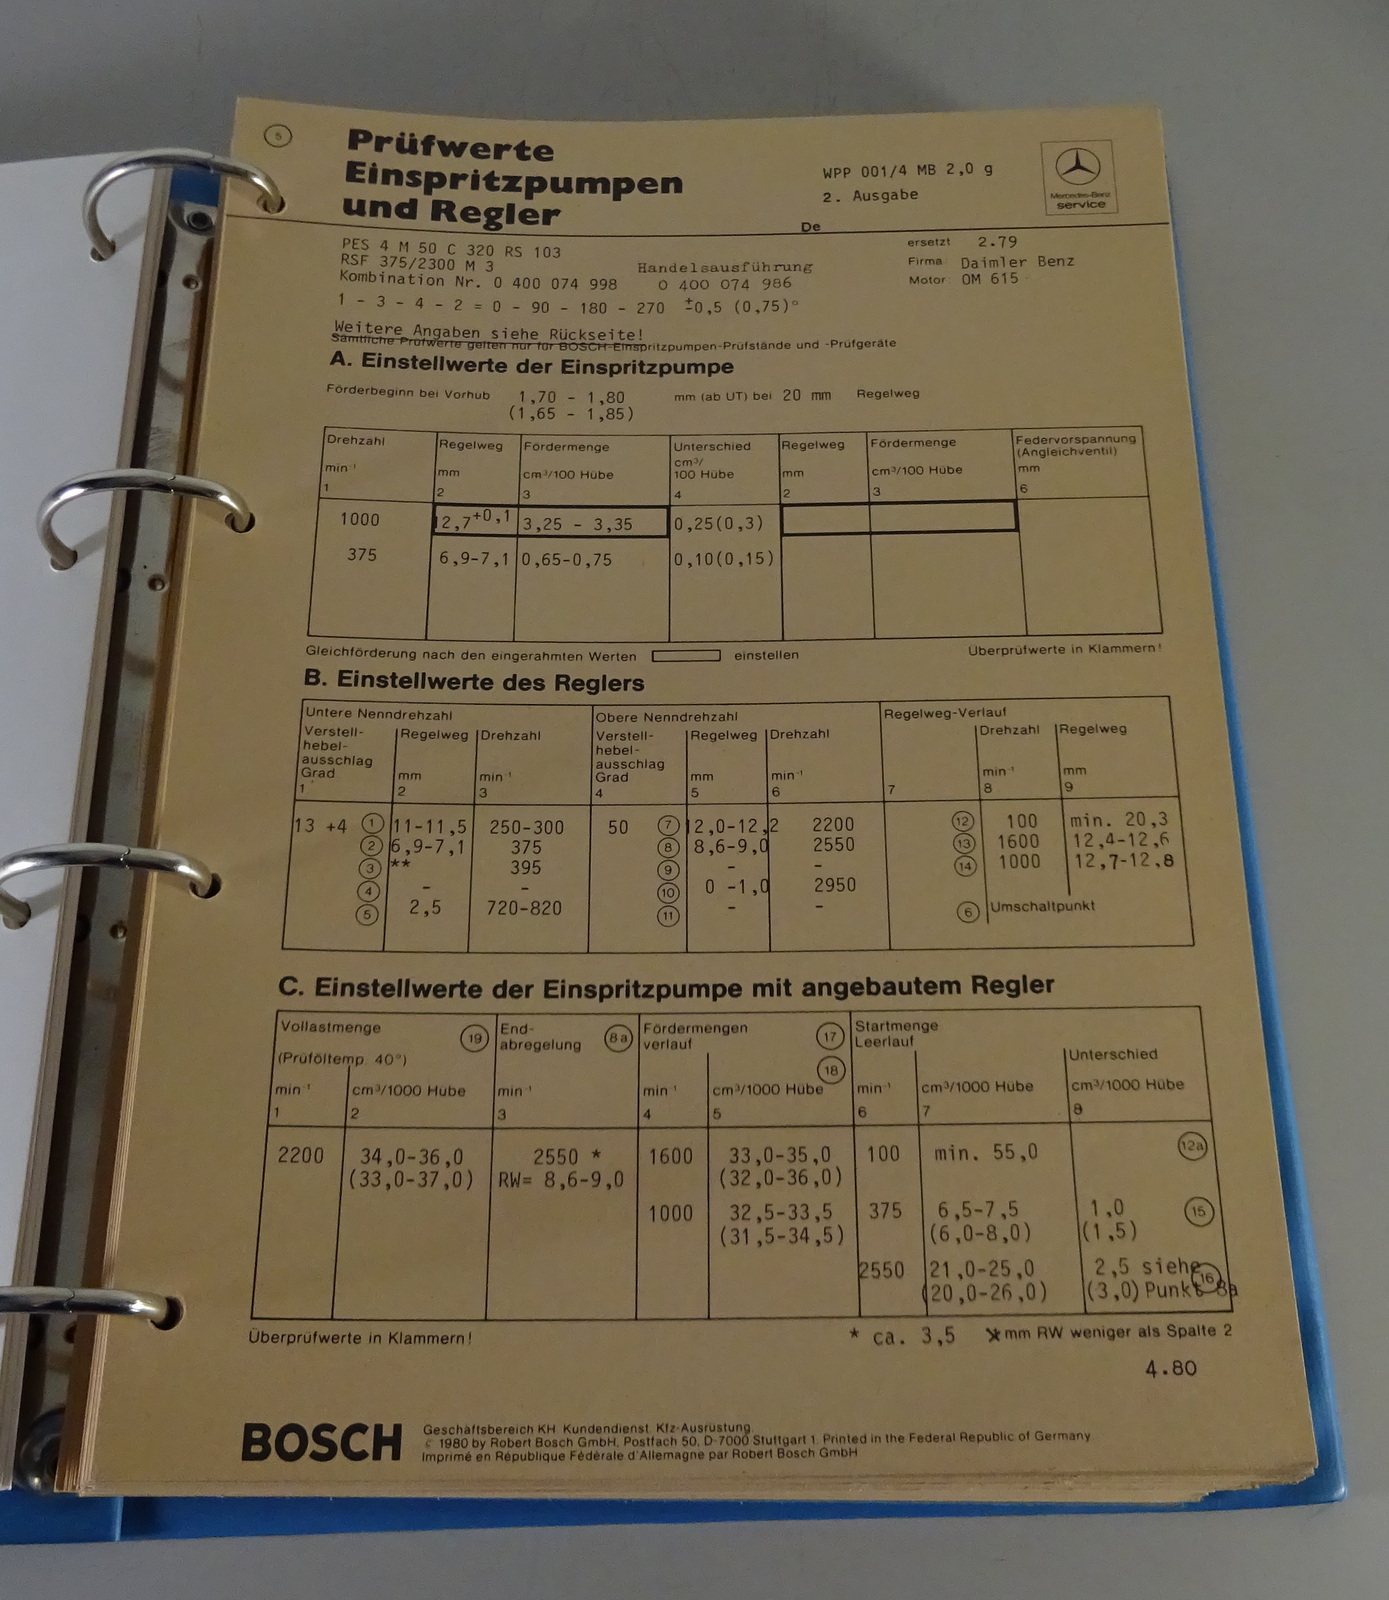 5
Prüfwerte
Einspritzpumpen
und Regler
WPP 001/4 MB 2,0 g
2. Ausgabe
De
Mercedes-Benz
service
PES 4 M 50 C 320 RS 103
RSF 375/2300 M 3
Kombination Nr. 0 400 074 998
Handelsausführung
0 400 074 986
ersetzt 2.79
Firma: Daimler Benz
Motor: OM 615
1 - 3 - 4 - 2 = 0 - 90 - 180 - 270 ±0,5 (0,75)°
Weitere Angaben siehe Rückseite!
Sämtliche Prüfwerte gelten nur für BOSCH-Einspritzpumpen-Prüfstände und -Prüfgeräte
A. Einstellwerte der Einspritzpumpe
Förderbeginn bei Vorhub 1,70 - 1,80 mm (ab UT) bei 20 mm Regelweg
(1,65 - 1,85)
Drehzahl Regelweg Fördermenge Unterschied Regelweg Fördermenge Federvorspannung
(Angleichventil)
min⁻¹ mm cm³/100 Hübe cm³/ mm cm³/100 Hübe mm
100 Hübe
1 2 3 4 2 3 6
1000 2,7+0,1 3,25 - 3,35 0,25(0,3)
375 6,9-7,1 0,65-0,75 0,10(0,15)
Gleichförderung nach den eingerahmten Werten einstellen Überprüfwerte in Klammern!
B. Einstellwerte des Reglers
Untere Nenndrehzahl Obere Nenndrehzahl Regelweg-Verlauf
Verstell- Regelweg Drehzahl Verstell- Regelweg Drehzahl Drehzahl Regelweg
hebel- hebel-
ausschlag ausschlag
Grad mm min⁻¹ Grad mm min⁻¹ min⁻¹ mm
1 2 3 4 5 6 7 8 9
13 +4 1 11-11,5 250-300 50 7 12,0-12,2 2200 12 100 min. 20,3
2 6,9-7,1 375 8 8,6-9,0 2550 13 1600 12,4-12,6
3 ** 395 9 - - 14 1000 12,7-12,8
4 - - 10 0 -1,0 2950
5 2,5 720-820 11 - - 6 Umschaltpunkt
C. Einstellwerte der Einspritzpumpe mit angebautem Regler
Vollastmenge 19 End- 8a Fördermengen 17 Startmenge
abregelung verlauf Leerlauf
(Prüföltemp. 40°) 18 Unterschied
min⁻¹ cm³/1000 Hübe min⁻¹ min⁻¹ cm³/1000 Hübe min⁻¹ cm³/1000 Hübe cm³/1000 Hübe
1 2 3 4 5 6 7 8
2200 34,0-36,0 2550 * 1600 33,0-35,0 100 min. 55,0 12a
(33,0-37,0) RW= 8,6-9,0 (32,0-36,0)
1000 32,5-33,5 375 6,5-7,5 1,0 15
(31,5-34,5) (6,0-8,0) (1,5)
2550 21,0-25,0 2,5 siehe 16
(20,0-26,0) (3,0) Punkt 8a
Überprüfwerte in Klammern! * ca. 3,5 mm RW weniger als Spalte 2
4.80
BOSCH
Geschäftsbereich KH. Kundendienst. Kfz-Ausrüstung.
© 1980 by Robert Bosch GmbH, Postfach 50, D-7000 Stuttgart 1. Printed in the Federal Republic of Germany.
Imprimé en République Fédérale d'Allemagne par Robert Bosch GmbH